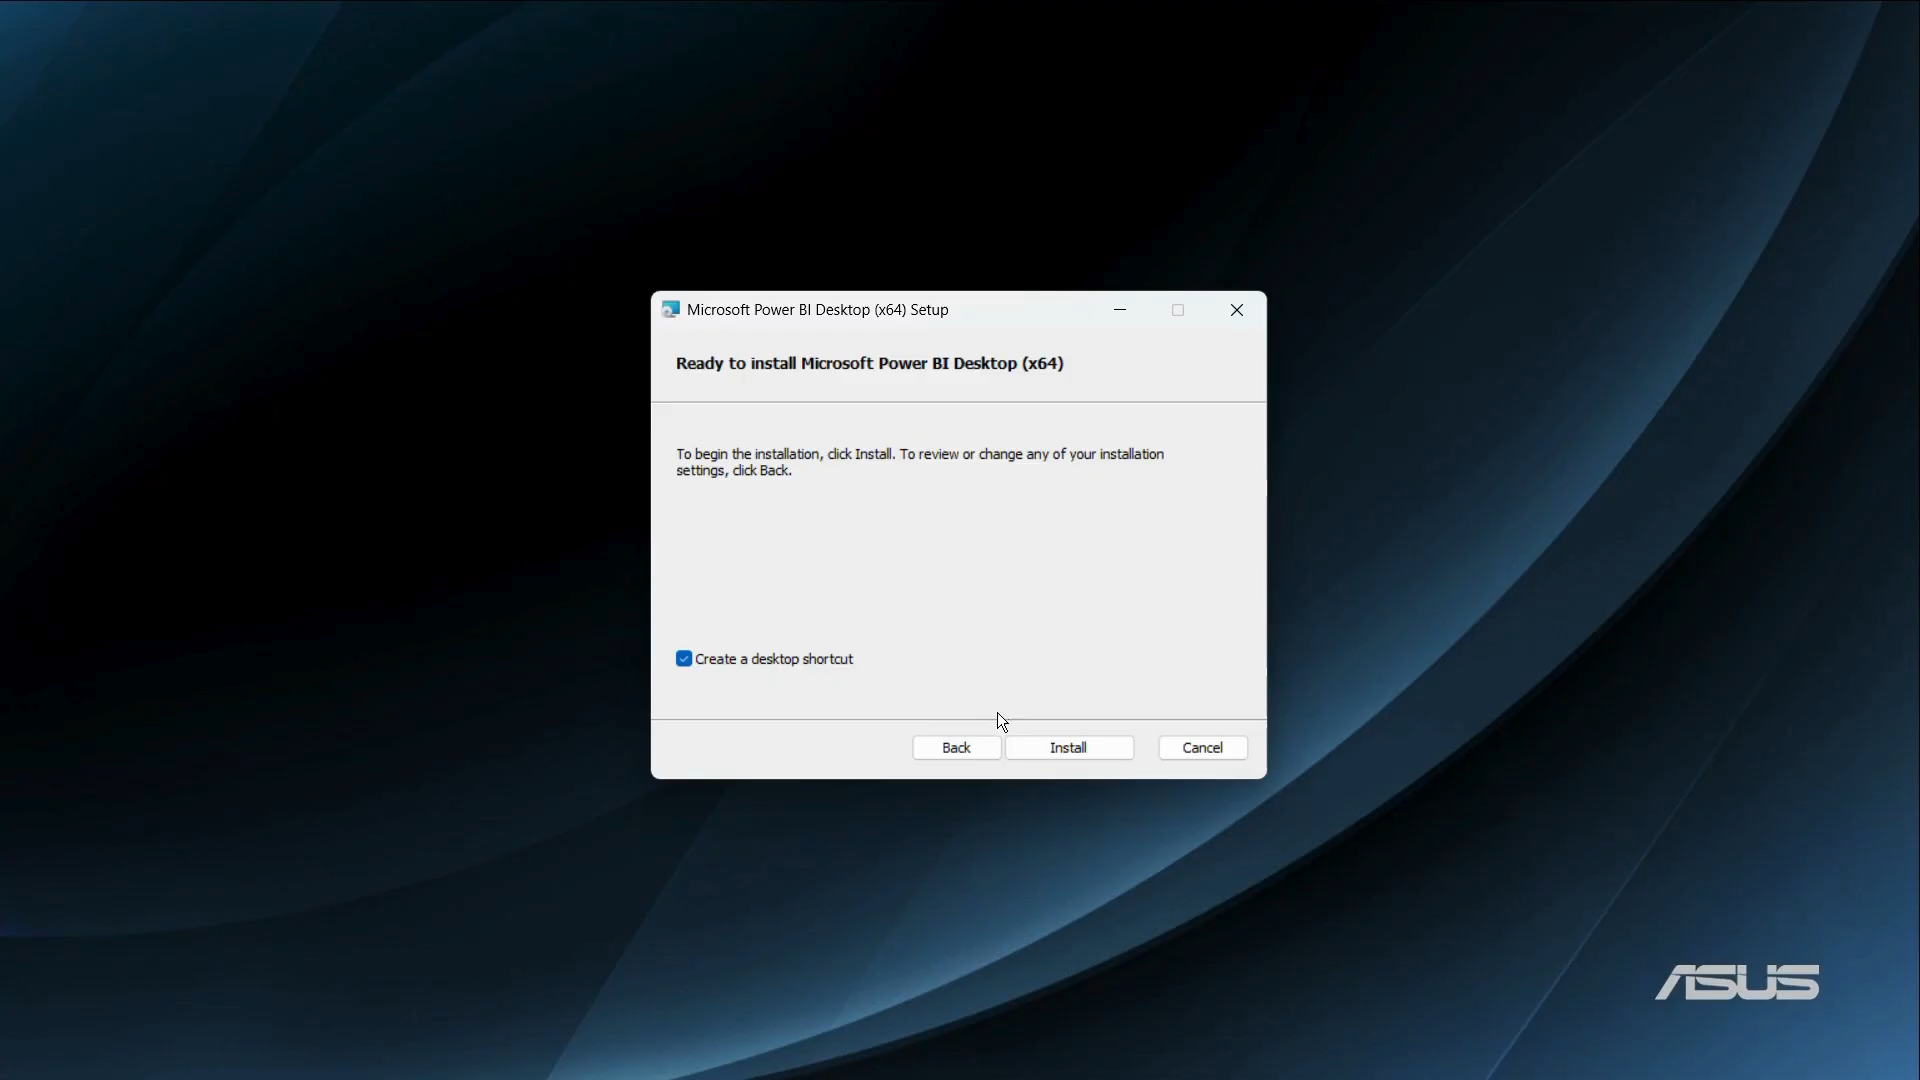 Microsoft Power BI Desktop (x64) Setup
Ready to install Microsoft Power BI Desktop (x64)
To begin the installation, click Install. To review or change any of your installation
settings, click Back.
Create a desktop shortcut
Back Install Cancel
ASUS